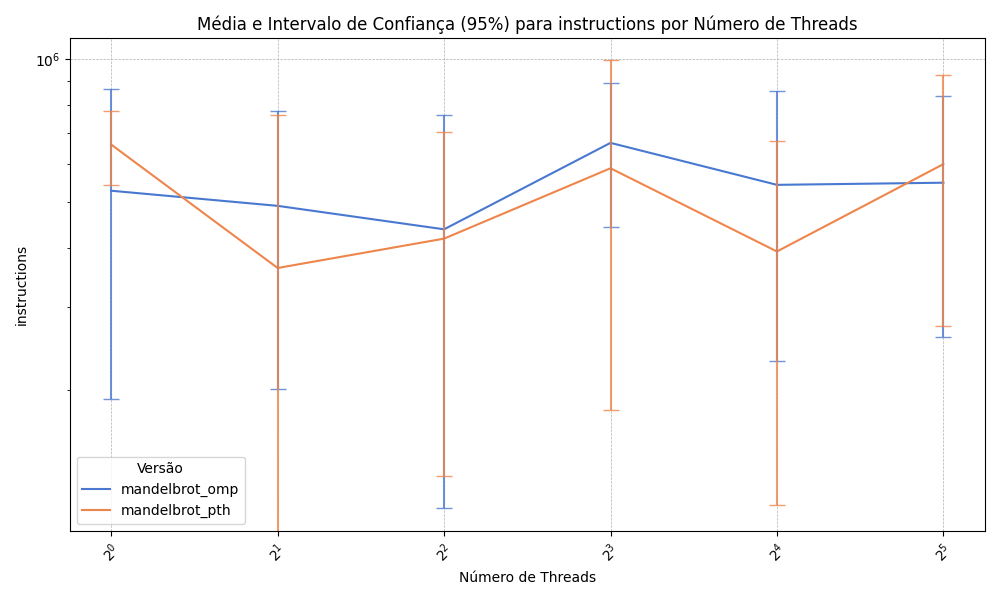 Média e Intervalo de Confiança (95%) para instructions por Número de Threads
10⁶
instructions
Versão
mandelbrot_omp
mandelbrot_pth
2⁰
2¹
2²
2³
2⁴
2⁵
Número de Threads